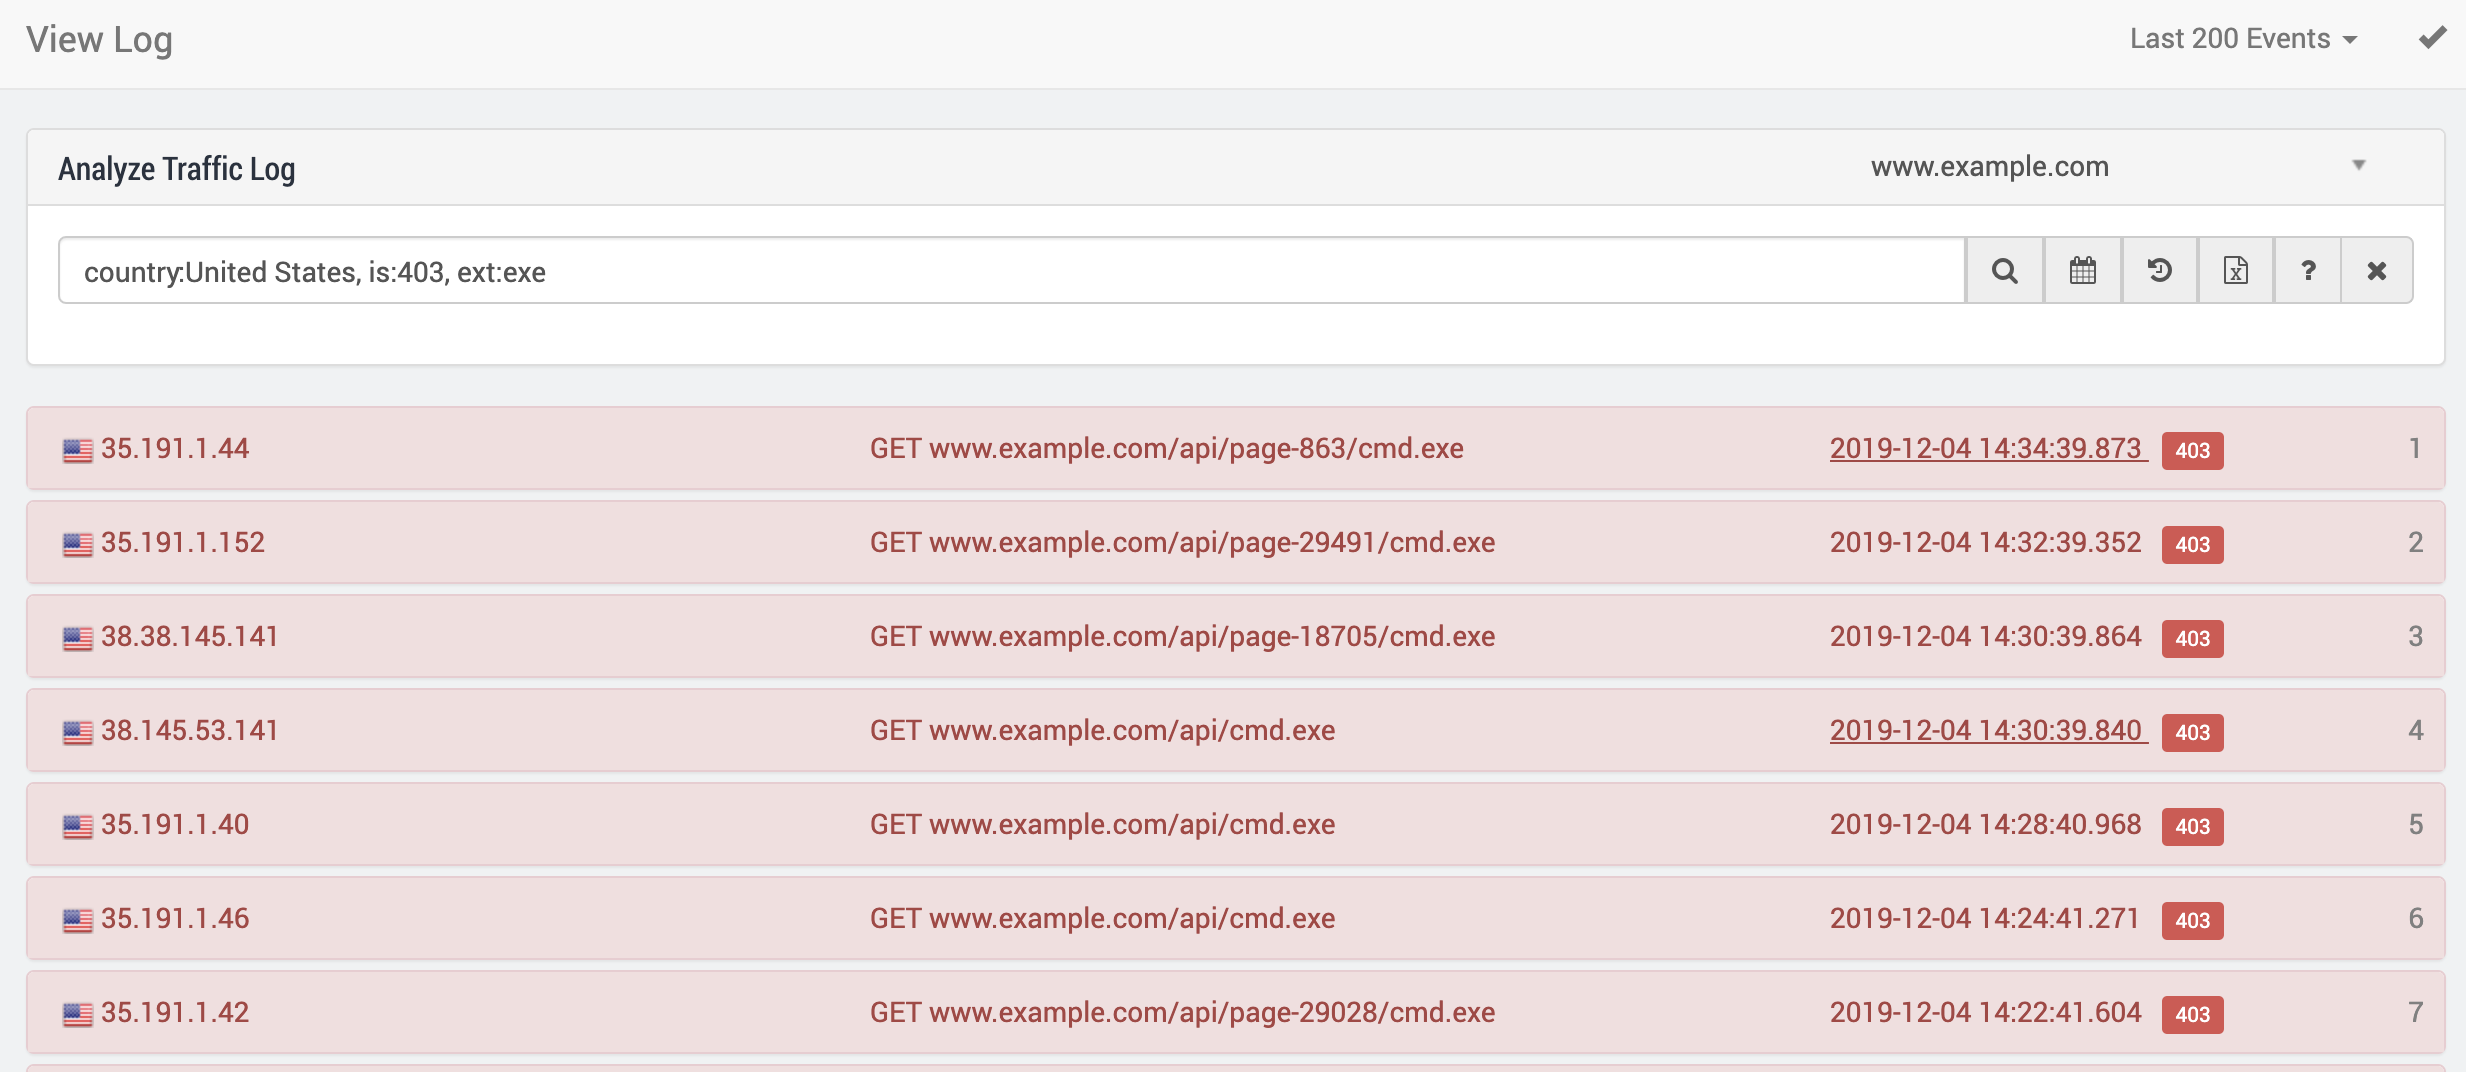 View Log
Last 200 Events
Analyze Traffic Log
www.example.com
country:United States, is:403, ext:exe
?
35.191.1.44 GET www.example.com/api/page-863/cmd.exe 2019-12-04 14:34:39.873 403 1
35.191.1.152 GET www.example.com/api/page-29491/cmd.exe 2019-12-04 14:32:39.352 403 2
38.38.145.141 GET www.example.com/api/page-18705/cmd.exe 2019-12-04 14:30:39.864 403 3
38.145.53.141 GET www.example.com/api/cmd.exe 2019-12-04 14:30:39.840 403 4
35.191.1.40 GET www.example.com/api/cmd.exe 2019-12-04 14:28:40.968 403 5
35.191.1.46 GET www.example.com/api/cmd.exe 2019-12-04 14:24:41.271 403 6
35.191.1.42 GET www.example.com/api/page-29028/cmd.exe 2019-12-04 14:22:41.604 403 7